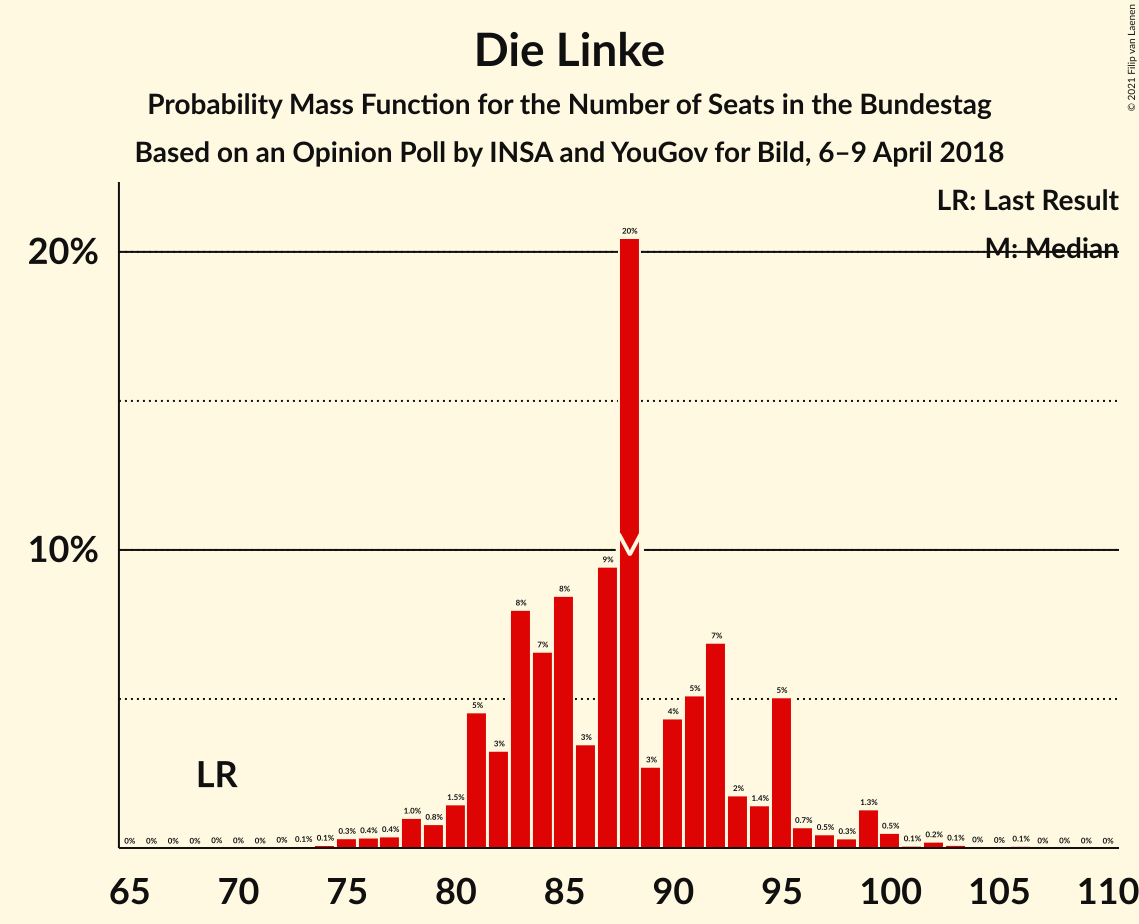 Die Linke
Probability Mass Function for the Number of Seats in the Bundestag
Based on an Opinion Poll by INSA and YouGov for Bild, 6–9 April 2018
© 2021 Filip van Laenen
LR: Last Result
M: Median
20%
10%
LR
0% 0% 0% 0% 0% 0% 0% 0% 0.1% 0.1% 0.3% 0.4% 0.4% 1.0% 0.8% 1.5% 5% 3% 8% 7% 8% 3% 9% 20% 3% 4% 5% 7% 2% 1.4% 5% 0.7% 0.5% 0.3% 1.3% 0.5% 0.1% 0.2% 0.1% 0% 0% 0.1% 0% 0% 0% 0%
65 70 75 80 85 90 95 100 105 110